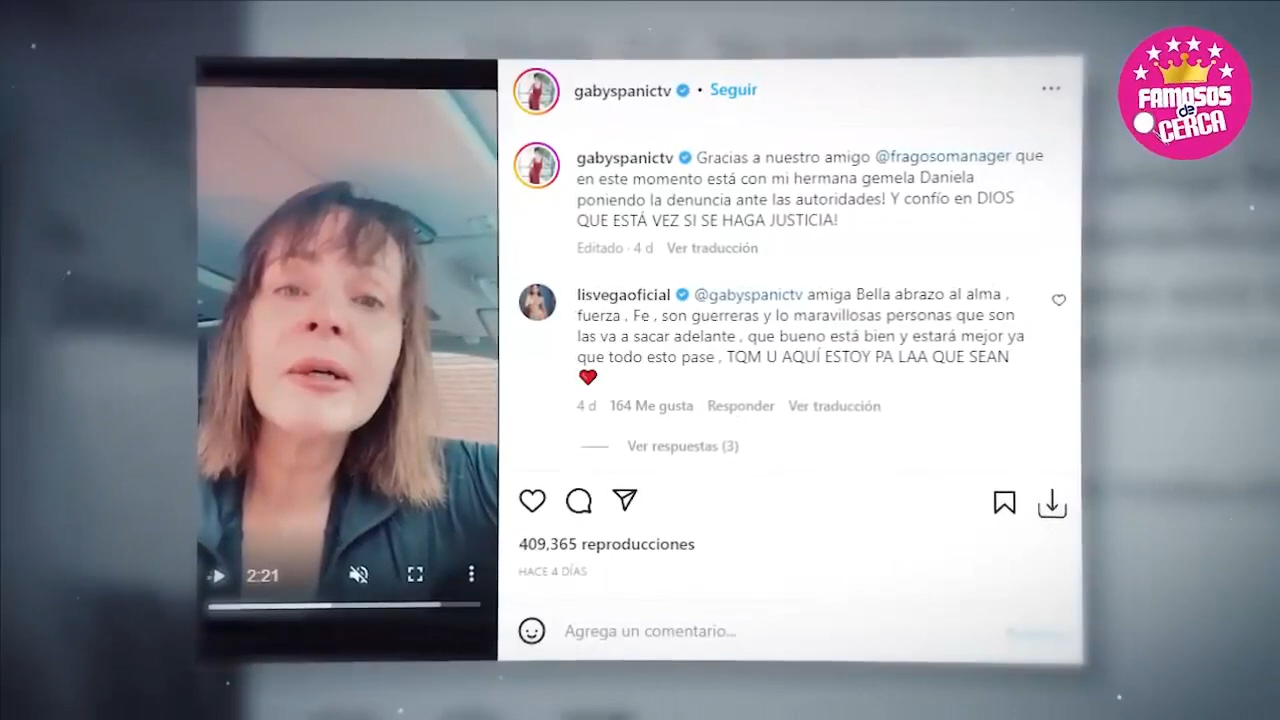 FAMOSOS
de
CERCA
gabyspanictv • Seguir
gabyspanictv Gracias a nuestro amigo @fragosomanager que
en este momento está con mi hermana gemela Daniela
poniendo la denuncia ante las autoridades! Y confío en DIOS
QUE ESTÁ VEZ SI SE HAGA JUSTICIA!
Editado · 4 d Ver traducción
lisvegaoficial @gabyspanictv amiga Bella abrazo al alma ,
fuerza , Fe , son guerreras y lo maravillosas personas que son
las va a sacar adelante , que bueno está bien y estará mejor ya
que todo esto pase , TQM U AQUÍ ESTOY PA LAA QUE SEAN
4 d 164 Me gusta Responder Ver traducción
Ver respuestas (3)
409,365 reproducciones
HACE 4 DÍAS
2:21
Agrega un comentario...